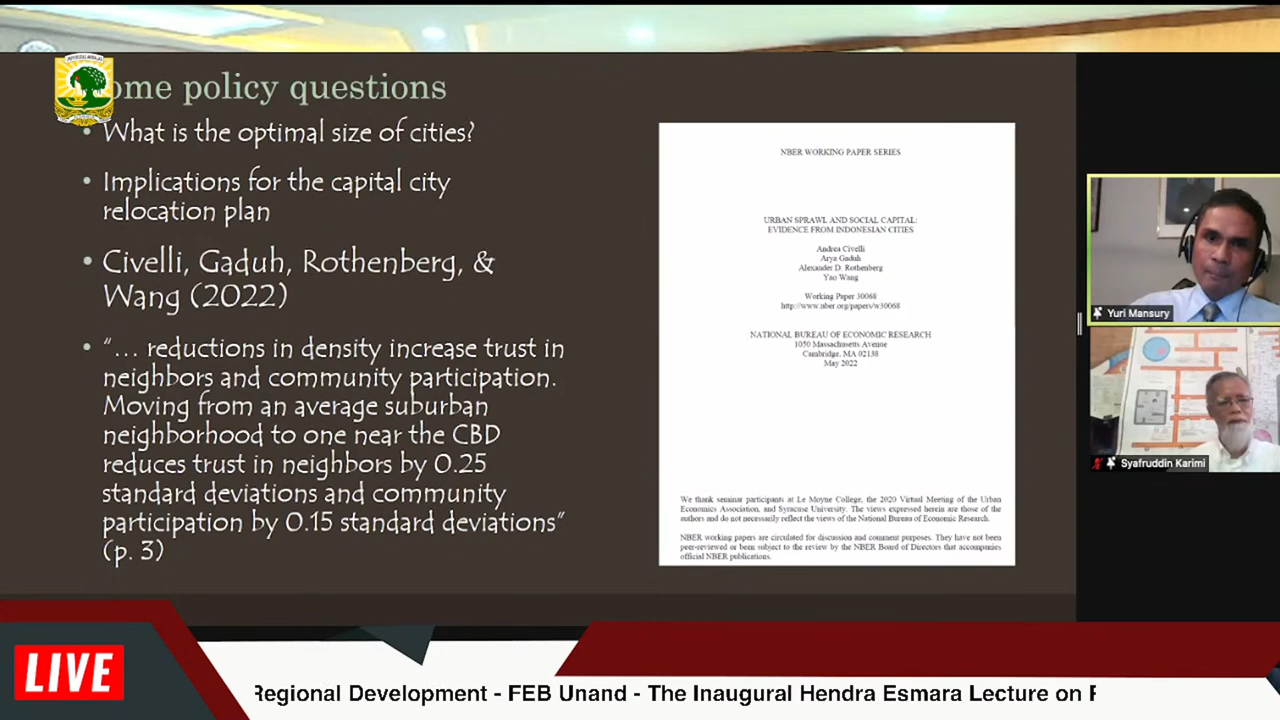 ome policy questions
• What is the optimal size of cities?
• Implications for the capital city
relocation plan
• Civelli, Gaduh, Rothenberg, &
Wang (2022)
• “... reductions in density increase trust in
neighbors and community participation.
Moving from an average suburban
neighborhood to one near the CBD
reduces trust in neighbors by 0.25
standard deviations and community
participation by 0.15 standard deviations”
(p. 3)
NBER WORKING PAPER SERIES
URBAN SPRAWL AND SOCIAL CAPITAL:
EVIDENCE FROM INDONESIAN CITIES
Andrea Civelli
Arya Gaduh
Alexander D. Rothenberg
Yao Wang
Working Paper 30068
http://www.nber.org/papers/w30068
NATIONAL BUREAU OF ECONOMIC RESEARCH
1050 Massachusetts Avenue
Cambridge, MA 02138
May 2022
We thank seminar participants at Le Moyne College, the 2020 Virtual Meeting of the Urban
Economics Association, and Syracuse University. The views expressed herein are those of the
authors and do not necessarily reflect the views of the National Bureau of Economic Research.
NBER working papers are circulated for discussion and comment purposes. They have not been
peer-reviewed or been subject to the review by the NBER Board of Directors that accompanies
official NBER publications.
Yuri Mansury
Syafruddin Karimi
LIVE
Regional Development - FEB Unand - The Inaugural Hendra Esmara Lecture on